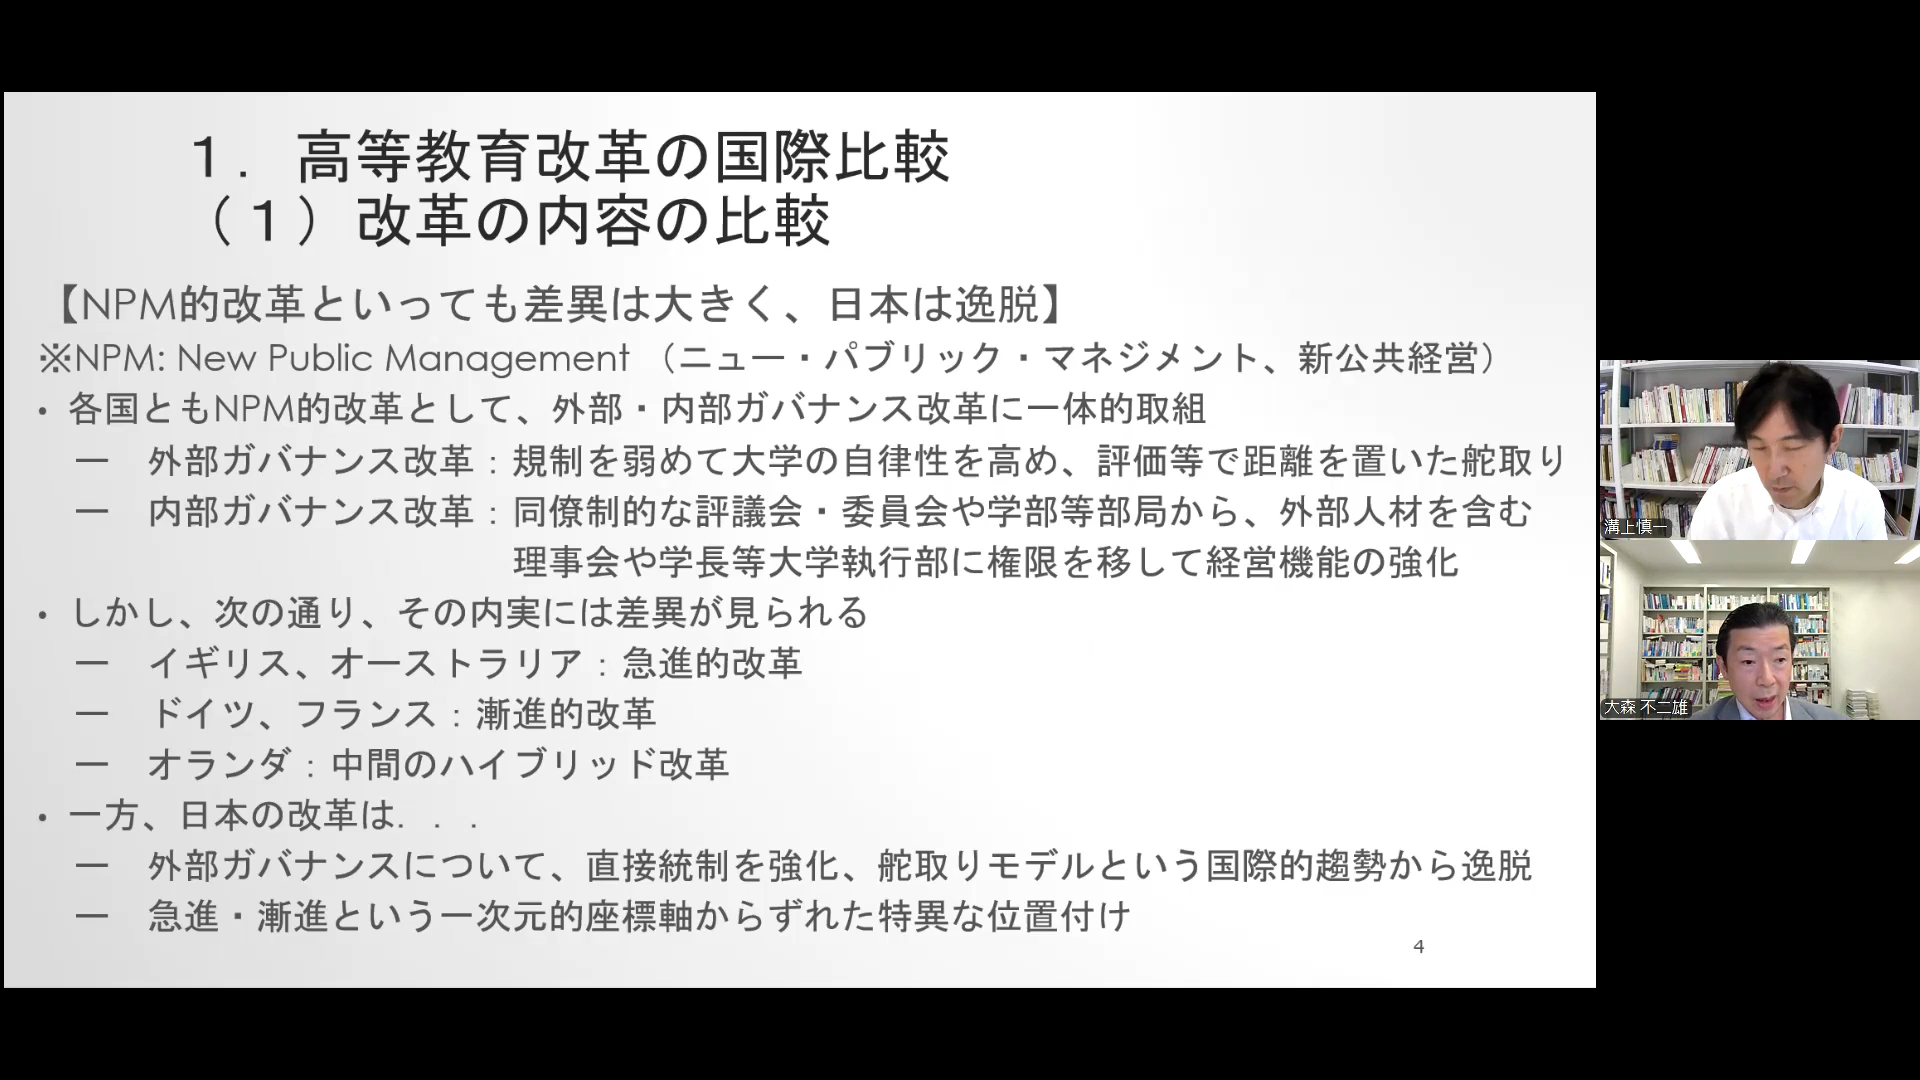 １．高等教育改革の国際比較
（１）改革の内容の比較
【NPM的改革といっても差異は大きく、日本は逸脱】
※NPM: New Public Management （ニュー・パブリック・マネジメント、新公共経営）
• 各国ともNPM的改革として、外部・内部ガバナンス改革に一体的取組
― 外部ガバナンス改革：規制を弱めて大学の自律性を高め、評価等で距離を置いた舵取り
― 内部ガバナンス改革：同僚制的な評議会・委員会や学部等部局から、外部人材を含む
理事会や学長等大学執行部に権限を移して経営機能の強化
• しかし、次の通り、その内実には差異が見られる
― イギリス、オーストラリア：急進的改革
― ドイツ、フランス：漸進的改革
― オランダ：中間のハイブリッド改革
• 一方、日本の改革は．．．
― 外部ガバナンスについて、直接統制を強化、舵取りモデルという国際的趨勢から逸脱
― 急進・漸進という一次元的座標軸からずれた特異な位置付け
4
溝上慎一
大森 不二雄